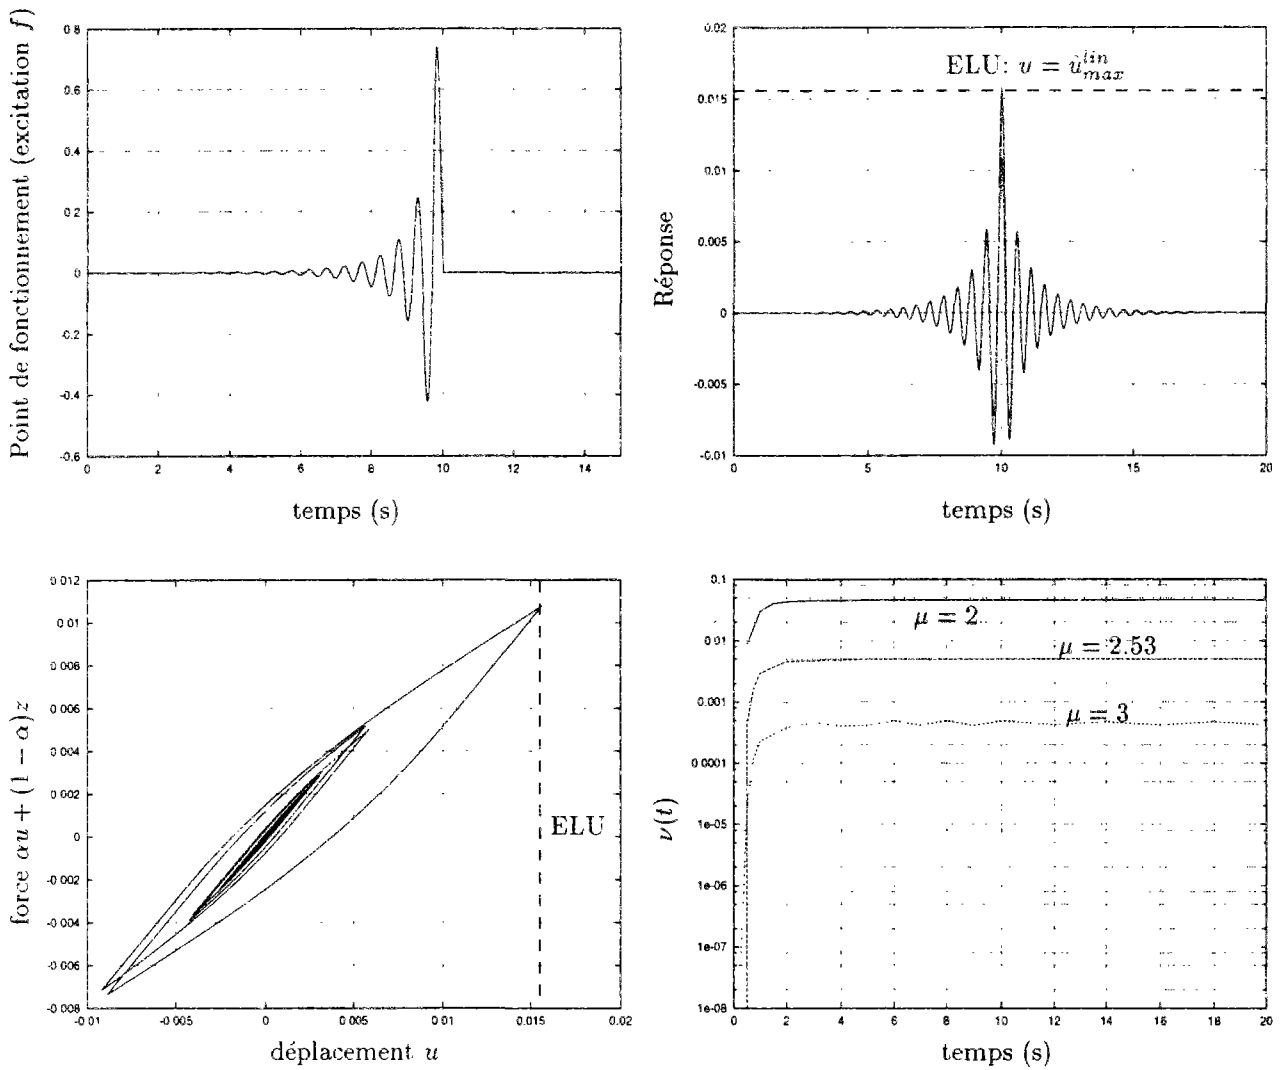 Point de fonctionnement (excitation f)
0.8
0.6
0.4
0.2
0
-0.2
-0.4
-0.6
0 2 4 6 8 10 12 14
temps (s)
Réponse
0.02
0.015
0.01
0.005
0
-0.005
-0.01
0 5 10 15 20
ELU: u = u_{max}^{lin}
temps (s)
force αu + (1 − α)z
0.012
0.01
0.008
0.006
0.004
0.002
0
-0.002
-0.004
-0.006
-0.008
-0.01 -0.005 0 0.005 0.01 0.015 0.02
ELU
déplacement u
ν(t)
0.1
0.01
0.001
0.0001
1e-05
1e-06
1e-07
1e-08
0 2 4 6 8 10 12 14 16 18 20
μ = 2
μ = 2.53
μ = 3
temps (s)